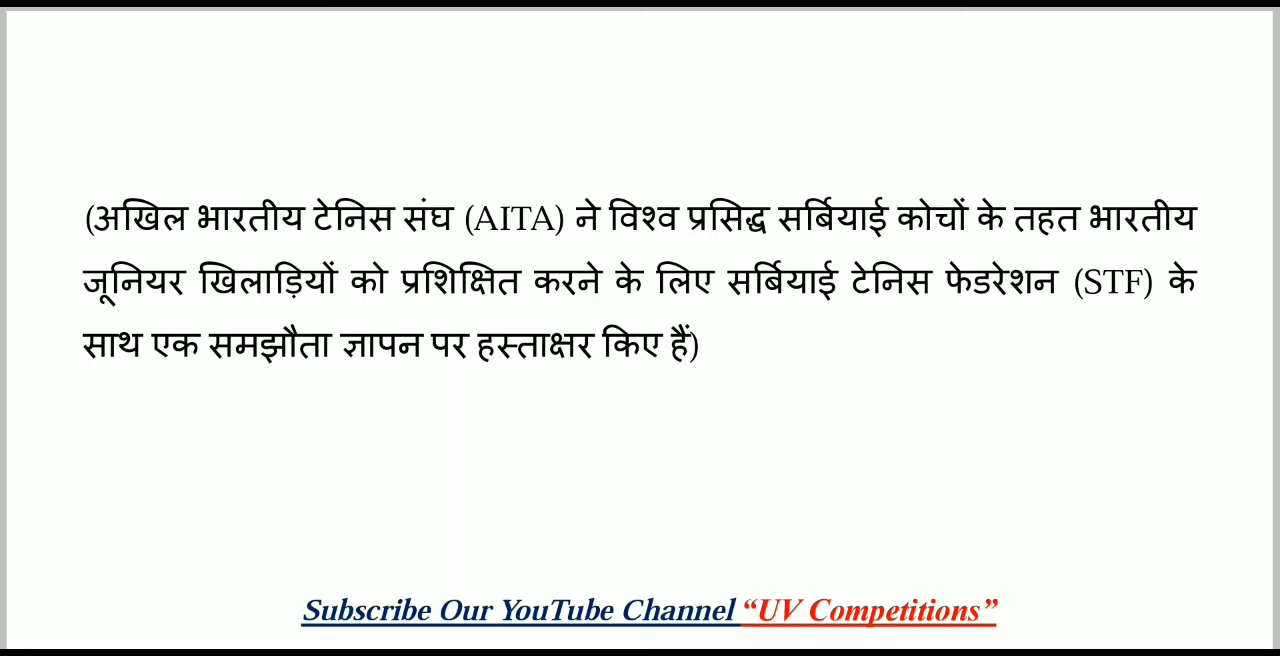 (अखिल भारतीय टेनिस संघ (AITA) ने विश्व प्रसिद्ध सर्बियाई कोचों के तहत भारतीय
जूनियर खिलाड़ियों को प्रशिक्षित करने के लिए सर्बियाई टेनिस फेडरेशन (STF) के
साथ एक समझौता ज्ञापन पर हस्ताक्षर किए हैं)
Subscribe Our YouTube Channel “UV Competitions”